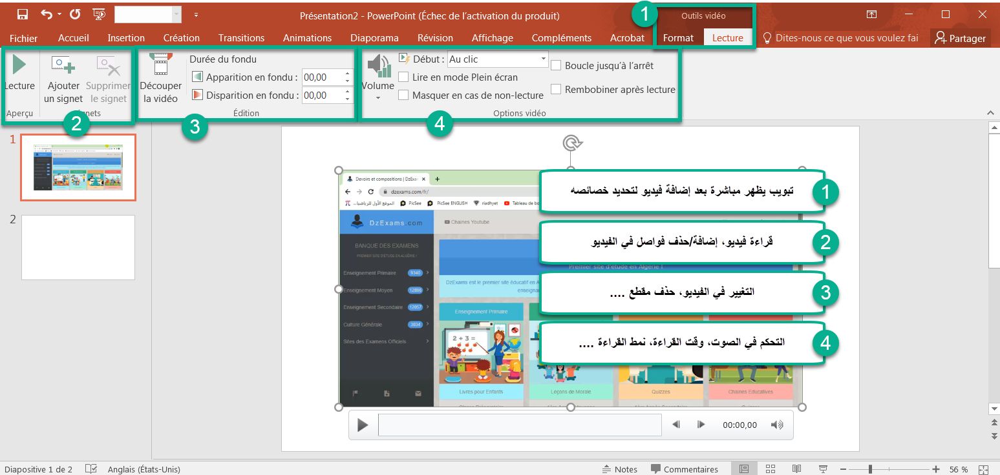 Présentation2 - PowerPoint (Échec de l'activation du produit)
1
Outils vidéo
Fichier Accueil Insertion Création Transitions Animations Diaporama Révision Affichage Compléments Acrobat Format Lecture Dites-nous ce que vous voulez fai Partager
Lecture
Ajouter un signet
Supprimer le signet
Aperçu
2
Découper la vidéo
Durée du fondu
Apparition en fondu : 00,00
Disparition en fondu : 00,00
Édition
3
Volume
Début : Au clic
Lire en mode Plein écran
Masquer en cas de non-lecture
Boucle jusqu'à l'arrêt
Rembobiner après lecture
Options vidéo
4
1
2
Devoirs et compositions | DzExa
dzexams.com/fr/
الموقع الأول للرياضيا... PicSee PicSee ENGLISH riadhyet Tableau de bo
DzExams com
Chaines Youtube
BANQUE DES EXAMENS
PREMIER SITE D'ÉTUDE EN ALGÉRIE !
Enseignement Primaire 9340
Enseignement Moyen 12886
Enseignement Secondaire 12057
Culture Générale 3034
Sites des Examens Officiels
Premier site d'étude en Algérie !
DzExams est le premier site éducatif en A
enseignan
Enseignement Primaire
2 + 3 =
Livres pour Enfants
Leçons de Morale
Quizzes
Chaines Educatives
تبويب يظهر مباشرة بعد إضافة فيديو لتحديد خصائصه 1
قراءة فيديو، إضافة/حذف فواصل في الفيديو 2
التغيير في الفيديو، حذف مقطع .... 3
التحكم في الصوت، وقت القراءة، نمط القراءة .... 4
00:00,00
Diapositive 1 de 2 Anglais (États-Unis) Notes Commentaires 56 %